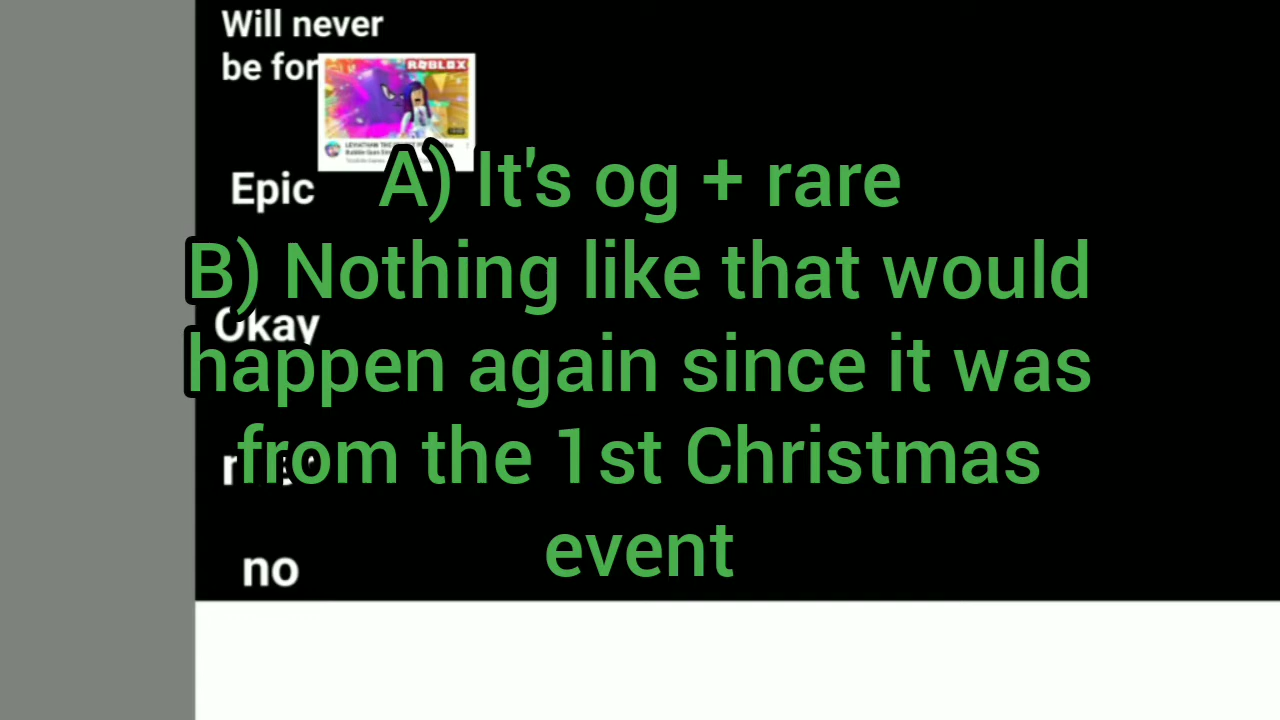 Will never
be for
ROBLOX
Epic
A) It's og + rare
B) Nothing like that would
Okay
happen again since it was
from the 1st Christmas
event
no